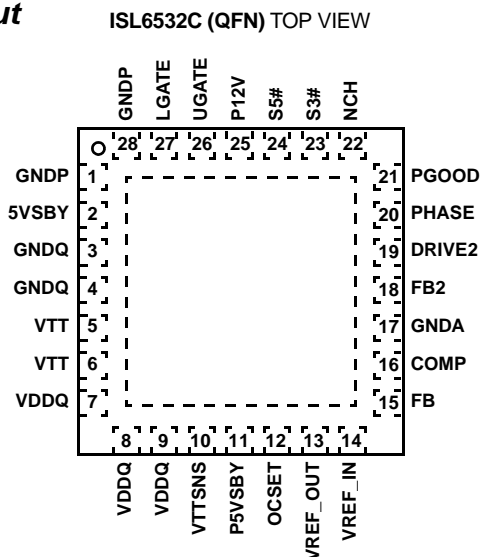 ut
ISL6532C (QFN) TOP VIEW
GNDP
LGATE
UGATE
P12V
S5#
S3#
NCH
28 27 26 25 24 23 22
GNDP 1
5VSBY 2
GNDQ 3
GNDQ 4
VTT 5
VTT 6
VDDQ 7
21 PGOOD
20 PHASE
19 DRIVE2
18 FB2
17 GNDA
16 COMP
15 FB
8 9 10 11 12 13 14
VDDQ
VDDQ
VTTSNS
P5VSBY
OCSET
VREF_OUT
VREF_IN